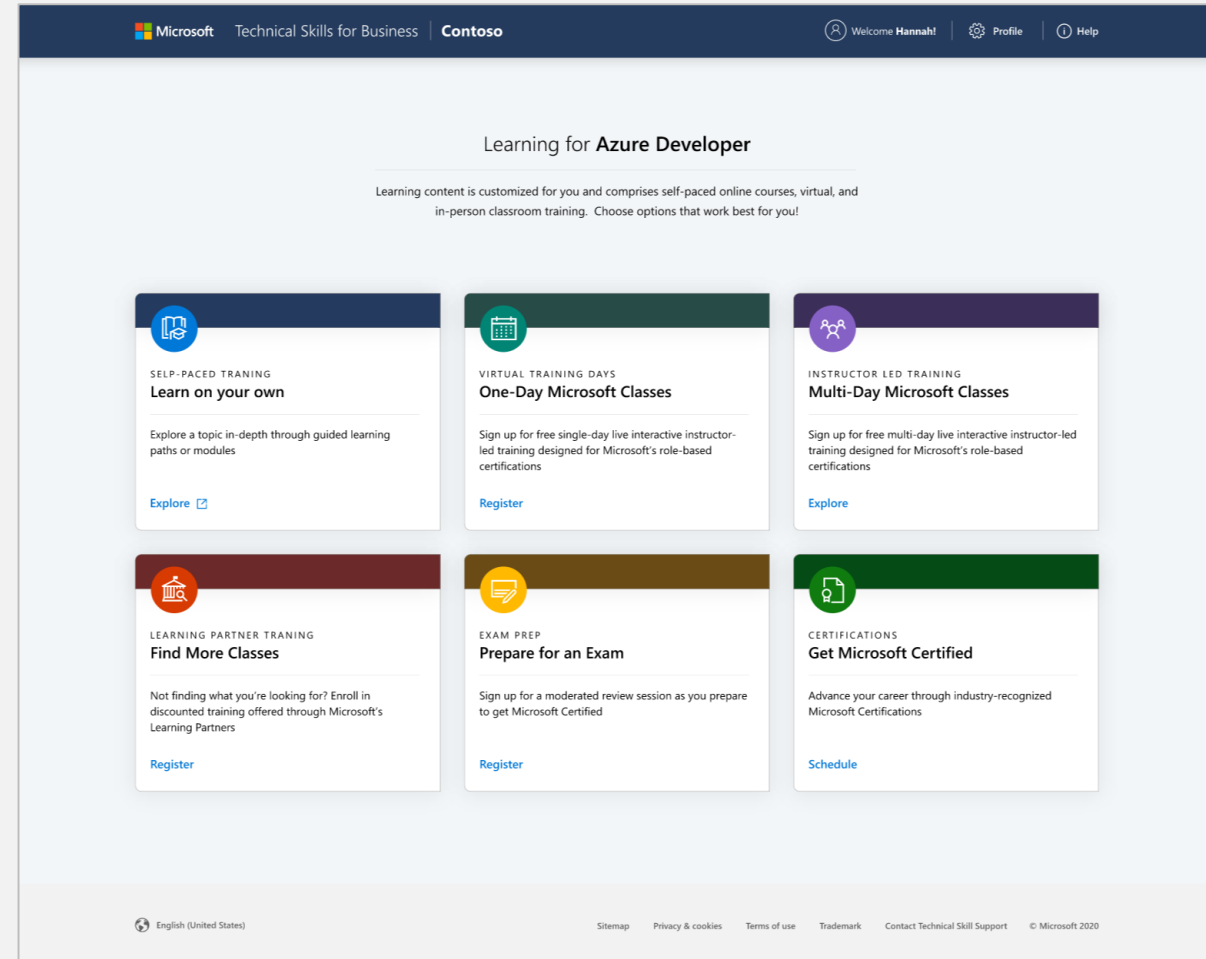 Microsoft Technical Skills for Business Contoso Welcome Hannah! Profile Help
Learning for Azure Developer
Learning content is customized for you and comprises self-paced online courses, virtual, and
in-person classroom training. Choose options that work best for you!
SELP-PACED TRANING
Learn on your own
Explore a topic in-depth through guided learning
paths or modules
Explore
VIRTUAL TRAINING DAYS
One-Day Microsoft Classes
Sign up for free single-day live interactive instructor-
led training designed for Microsoft's role-based
certifications
Register
INSTRUCTOR LED TRAINING
Multi-Day Microsoft Classes
Sign up for free multi-day live interactive instructor-led
training designed for Microsoft's role-based
certifications
Explore
LEARNING PARTNER TRANING
Find More Classes
Not finding what you're looking for? Enroll in
discounted training offered through Microsoft's
Learning Partners
Register
EXAM PREP
Prepare for an Exam
Sign up for a moderated review session as you prepare
to get Microsoft Certified
Register
CERTIFICATIONS
Get Microsoft Certified
Advance your career through industry-recognized
Microsoft Certifications
Schedule
English (United States) Sitemap Privacy & cookies Terms of use Trademark Contact Technical Skill Support © Microsoft 2020